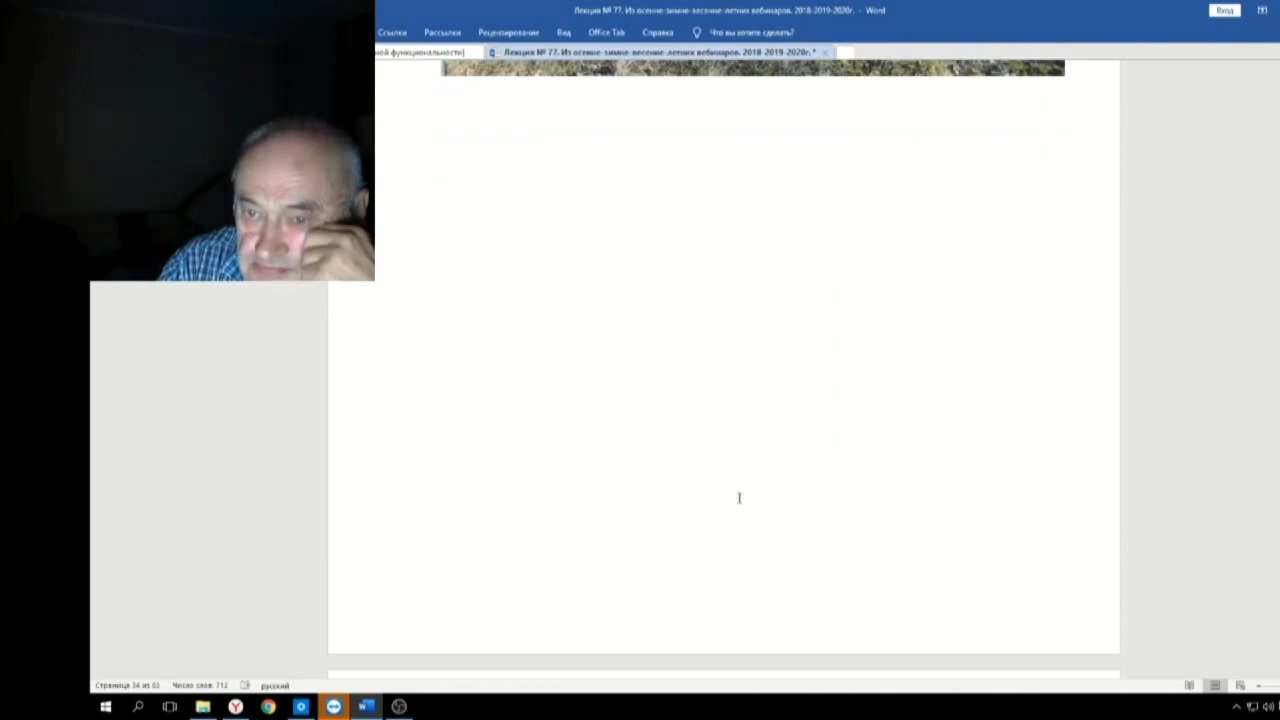 Лекция № 77. Из осенне-зимне-весенне-летних вебинаров. 2018-2019-2020г. - Word
Вход
Ссылки Рассылки Рецензирование Вид Office Tab Справка Что вы хотите сделать?
ной функциональности]
Лекция № 77. Из осенне-зимне-весенне-летних вебинаров. 2018-2019-2020г. *
Страница 34 из 83 Число слов: 712 русский